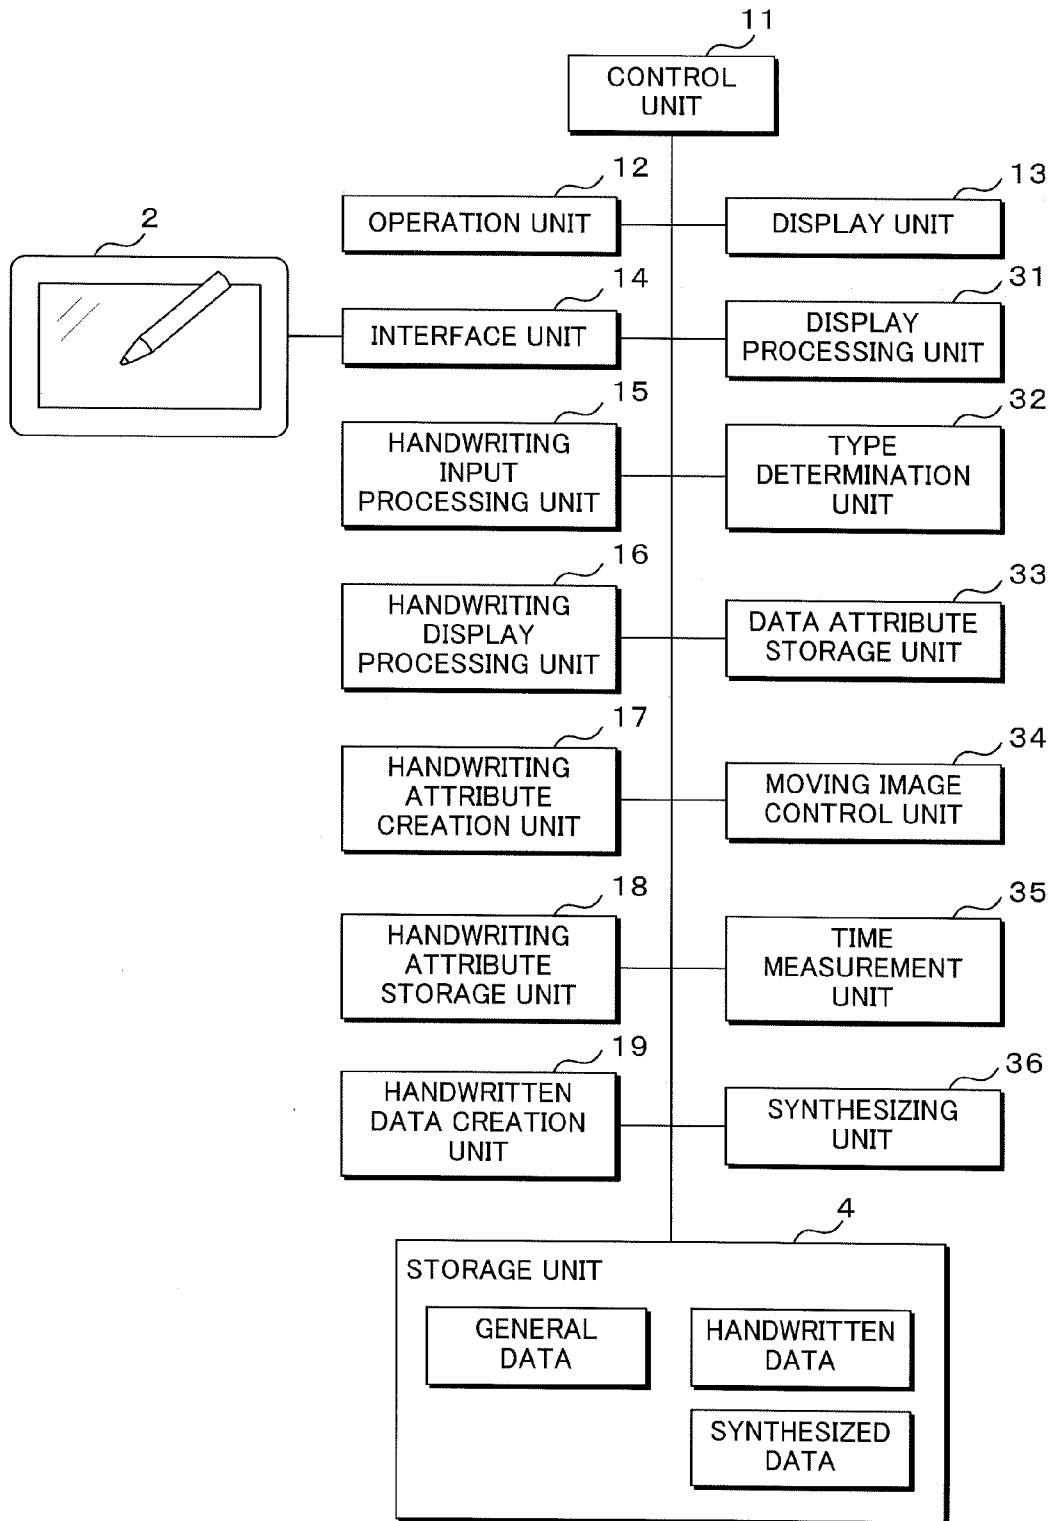 11
CONTROL
UNIT
12
OPERATION UNIT
13
DISPLAY UNIT
2
14
INTERFACE UNIT
31
DISPLAY
PROCESSING UNIT
15
HANDWRITING
INPUT
PROCESSING UNIT
32
TYPE
DETERMINATION
UNIT
16
HANDWRITING
DISPLAY
PROCESSING UNIT
33
DATA ATTRIBUTE
STORAGE UNIT
17
HANDWRITING
ATTRIBUTE
CREATION UNIT
34
MOVING IMAGE
CONTROL UNIT
18
HANDWRITING
ATTRIBUTE
STORAGE UNIT
35
TIME
MEASUREMENT
UNIT
19
HANDWRITTEN
DATA CREATION
UNIT
36
SYNTHESIZING
UNIT
4
STORAGE UNIT
GENERAL
DATA
HANDWRITTEN
DATA
SYNTHESIZED
DATA